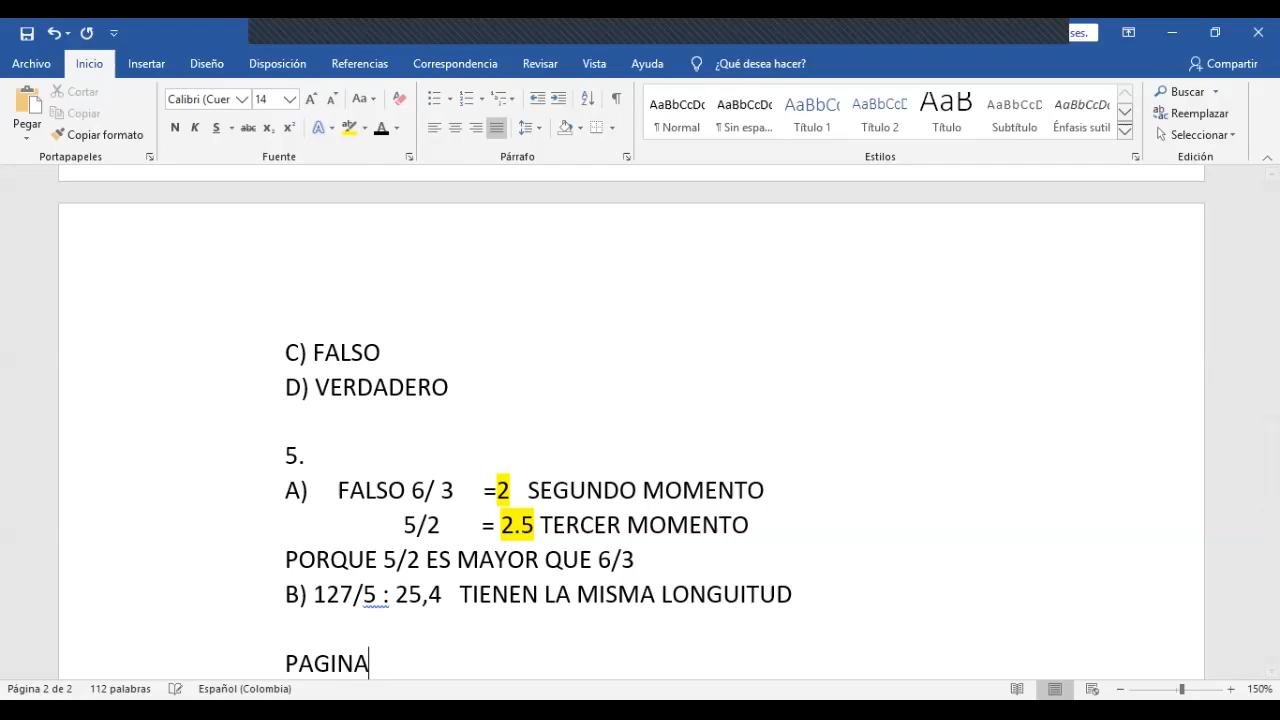 ses.
Archivo Inicio Insertar Diseño Disposición Referencias Correspondencia Revisar Vista Ayuda ¿Qué desea hacer? Compartir
Pegar
Cortar
Copiar
Copiar formato
Portapapeles
Calibri (Cuer 14
N K S abc x₂ x²
Fuente
Párrafo
AaBbCcDc AaBbCcDc AaBbCc AaBbCcD AaB AaBbCcD AaBbCcDc
¶ Normal ¶ Sin espa... Título 1 Título 2 Título Subtítulo Énfasis sutil
Estilos
Buscar
Reemplazar
Seleccionar
Edición
C) FALSO
D) VERDADERO
5.
A) FALSO 6/ 3 =2 SEGUNDO MOMENTO
5/2 = 2.5 TERCER MOMENTO
PORQUE 5/2 ES MAYOR QUE 6/3
B) 127/5 : 25,4 TIENEN LA MISMA LONGUITUD
PAGINA
Página 2 de 2 112 palabras Español (Colombia) 150%